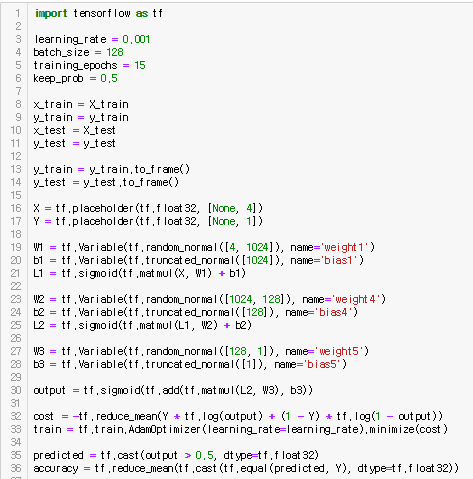 1 import tensorflow as tf
2
3 learning_rate = 0.001
4 batch_size = 128
5 training_epochs = 15
6 keep_prob = 0.5
7
8 x_train = X_train
9 y_train = y_train
10 x_test = X_test
11 y_test = y_test
12
13 y_train = y_train.to_frame()
14 y_test = y_test.to_frame()
15
16 X = tf.placeholder(tf.float32, [None, 4])
17 Y = tf.placeholder(tf.float32, [None, 1])
18
19 W1 = tf.Variable(tf.random_normal([4, 1024]), name='weight1')
20 b1 = tf.Variable(tf.truncated_normal([1024]), name='bias1')
21 L1 = tf.sigmoid(tf.matmul(X, W1) + b1)
22
23 W2 = tf.Variable(tf.random_normal([1024, 128]), name='weight4')
24 b2 = tf.Variable(tf.truncated_normal([128]), name='bias4')
25 L2 = tf.sigmoid(tf.matmul(L1, W2) + b2)
26
27 W3 = tf.Variable(tf.random_normal([128, 1]), name='weight5')
28 b3 = tf.Variable(tf.truncated_normal([1]), name='bias5')
29
30 output = tf.sigmoid(tf.add(tf.matmul(L2, W3), b3))
31
32 cost = -tf.reduce_mean(Y * tf.log(output) + (1 - Y) * tf.log(1 - output))
33 train = tf.train.AdamOptimizer(learning_rate=learning_rate).minimize(cost)
34
35 predicted = tf.cast(output > 0.5, dtype=tf.float32)
36 accuracy = tf.reduce_mean(tf.cast(tf.equal(predicted, Y), dtype=tf.float32))